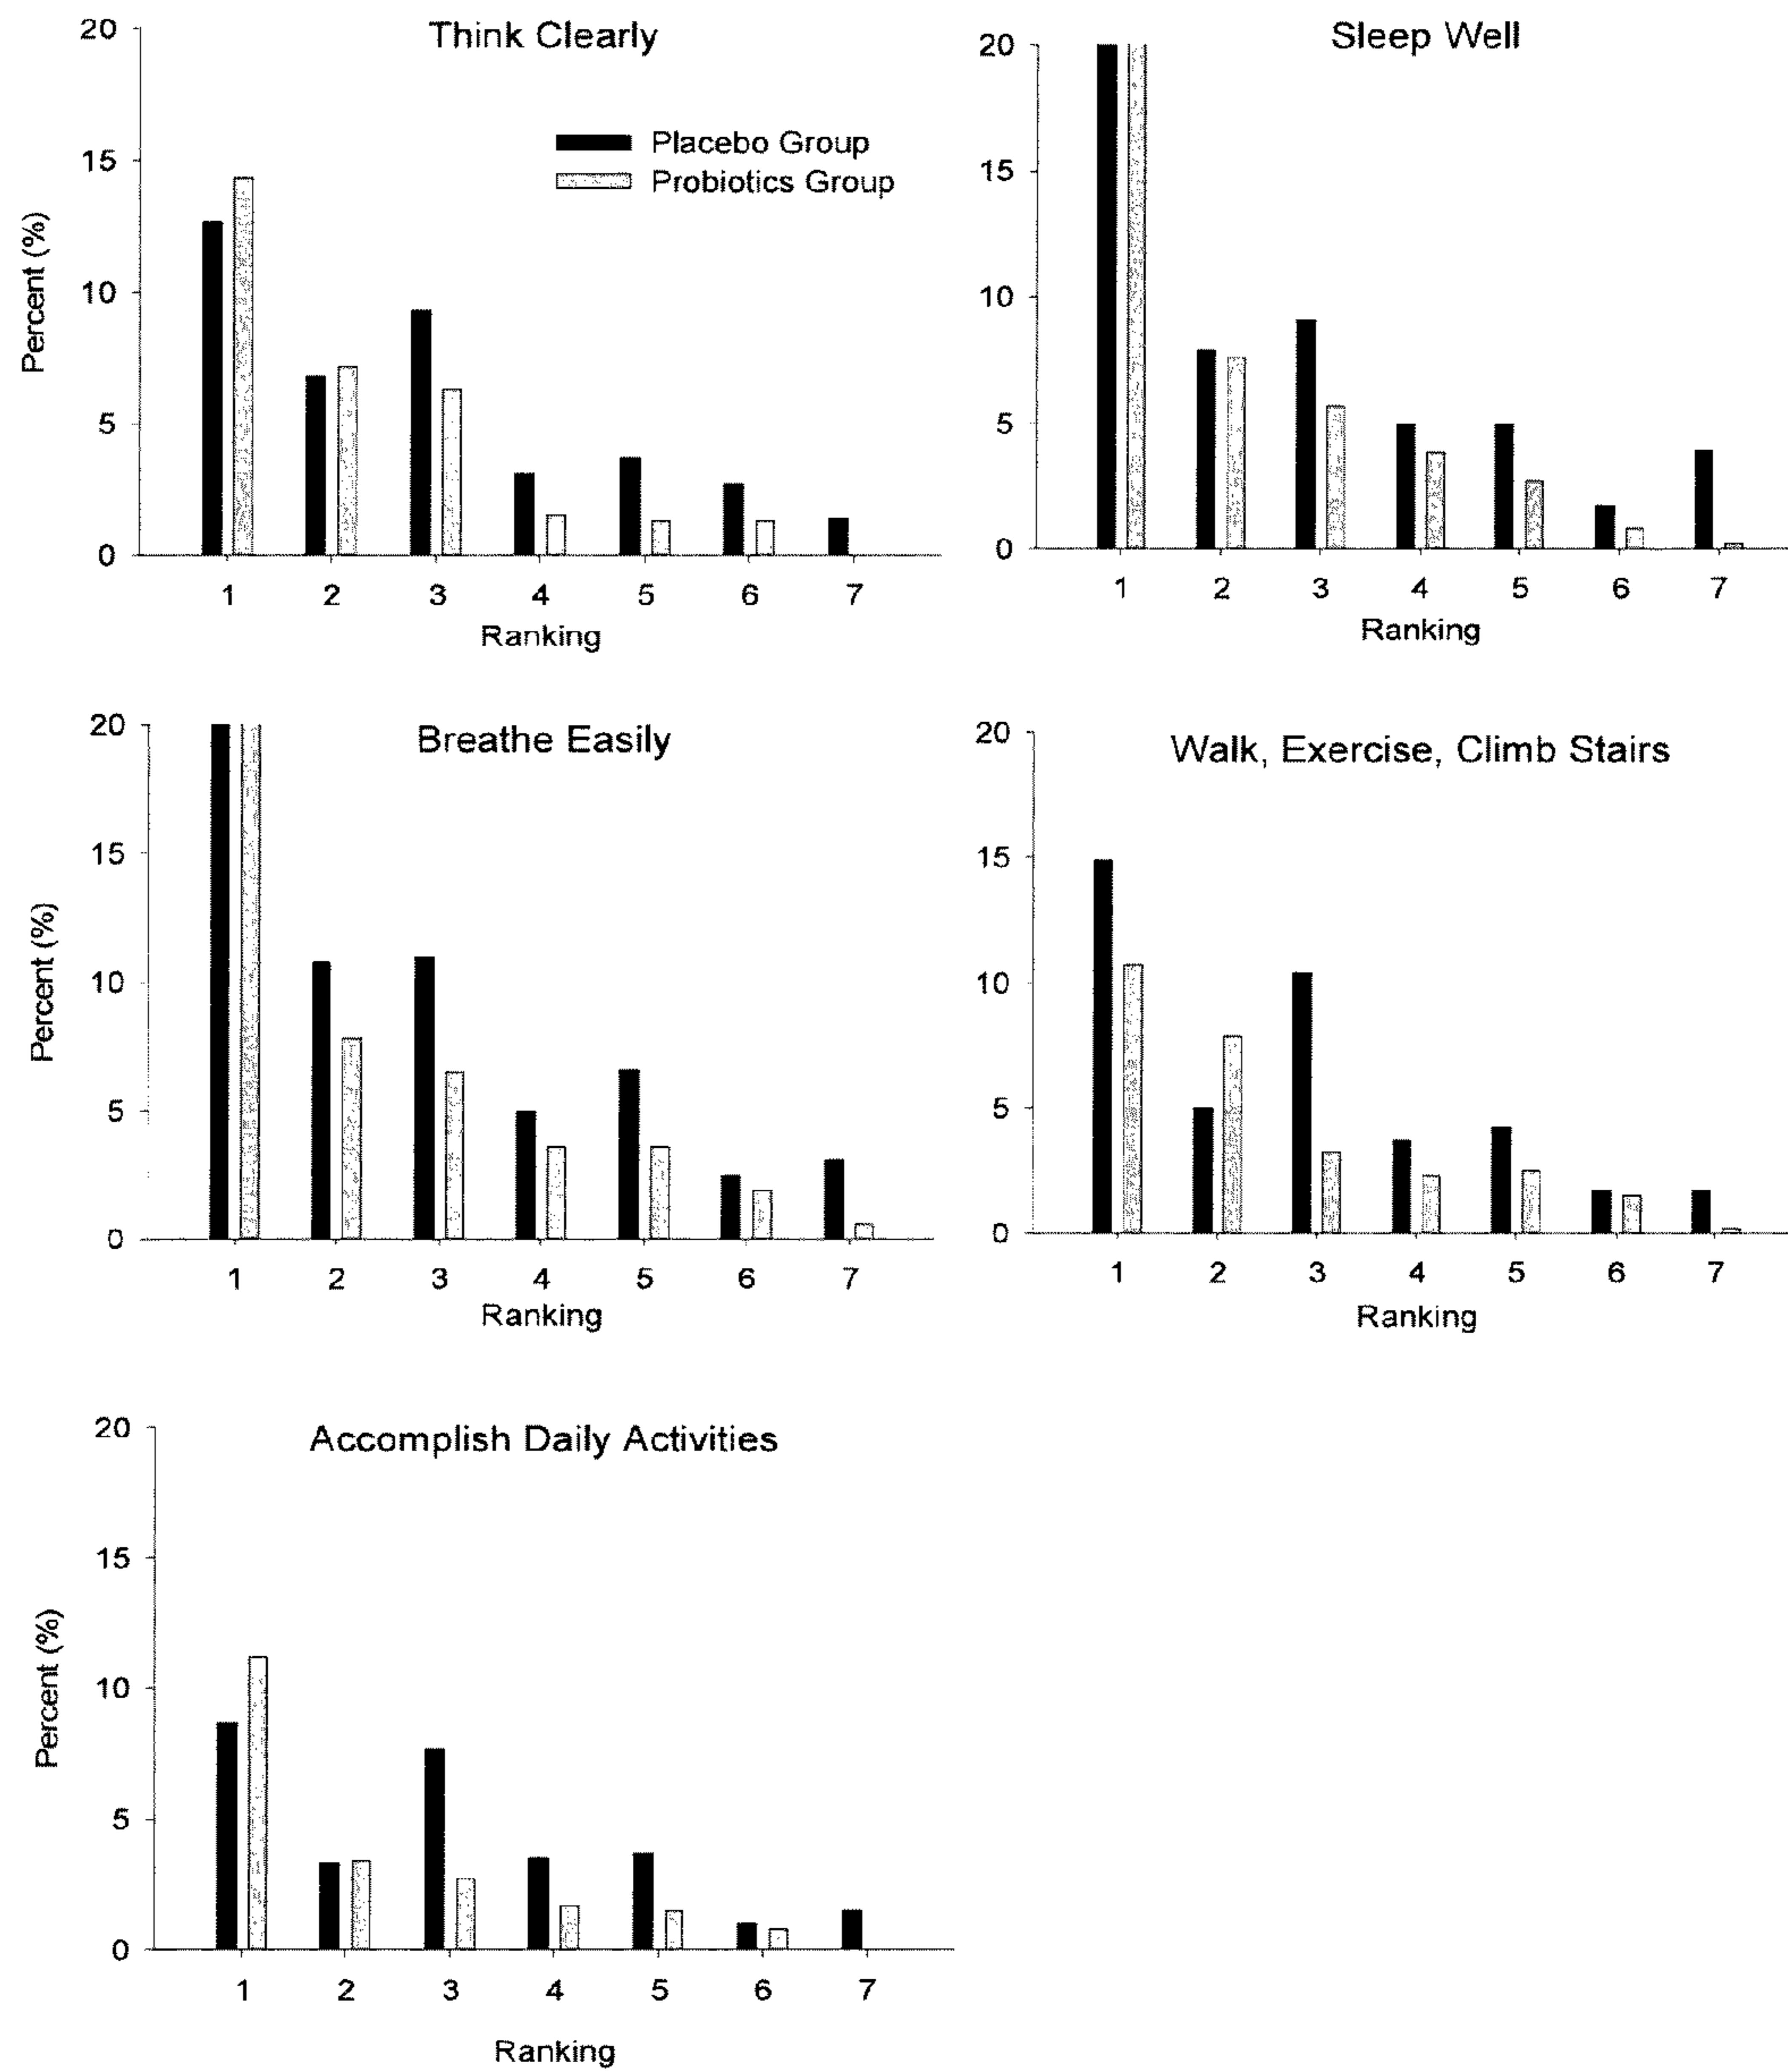 Think Clearly
Placebo Group
Probiotics Group
Percent (%)
20
15
10
5
0
1 2 3 4 5 6 7
Ranking
Sleep Well
20
15
10
5
0
1 2 3 4 5 6 7
Ranking
Breathe Easily
Percent (%)
20
15
10
5
0
1 2 3 4 5 6 7
Ranking
Walk, Exercise, Climb Stairs
20
15
10
5
0
1 2 3 4 5 6 7
Ranking
Accomplish Daily Activities
Percent (%)
20
15
10
5
0
1 2 3 4 5 6 7
Ranking